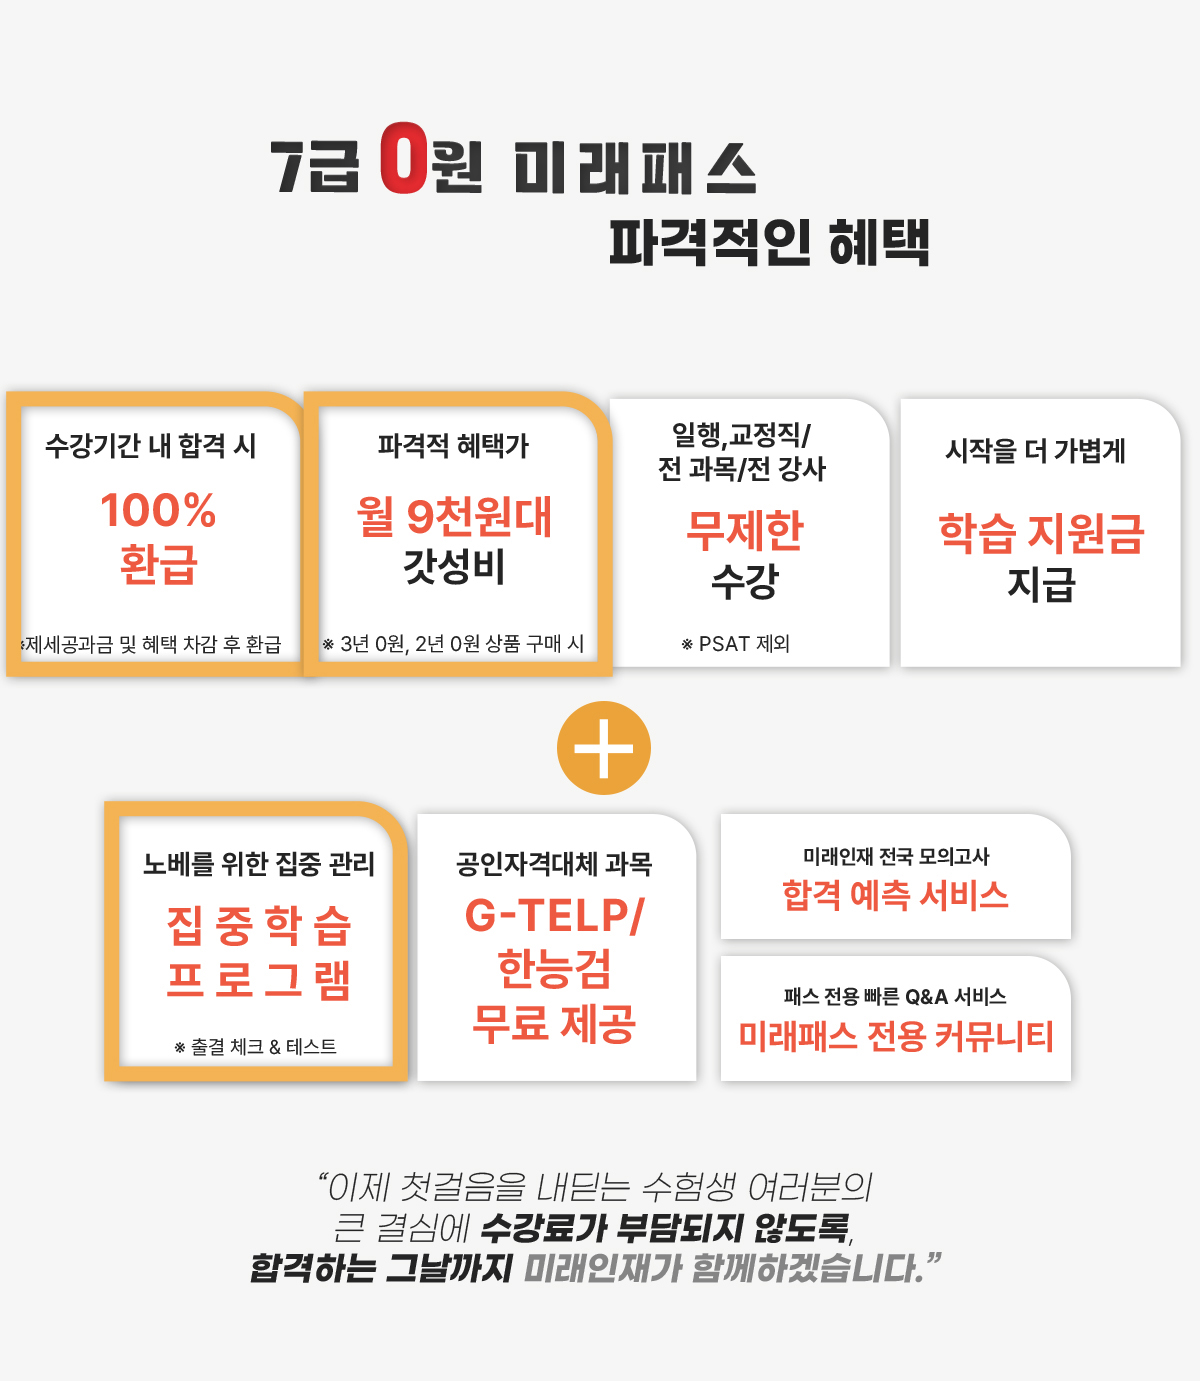 7급 0원 미래패스
파격적인 혜택
수강기간 내 합격 시
100%
환급
※제세공과금 및 혜택 차감 후 환급
파격적 혜택가
월 9천원대
갓성비
※ 3년 0원, 2년 0원 상품 구매 시
일행,교정직/
전 과목/전 강사
무제한
수강
※ PSAT 제외
시작을 더 가볍게
학습 지원금
지급
노베를 위한 집중 관리
집중학습
프로그램
※ 출결 체크 & 테스트
공인자격대체 과목
G-TELP/
한능검
무료 제공
미래인재 전국 모의고사
합격 예측 서비스
패스 전용 빠른 Q&A 서비스
미래패스 전용 커뮤니티
“이제 첫걸음을 내딛는 수험생 여러분의
큰 결심에 수강료가 부담되지 않도록,
합격하는 그날까지 미래인재가 함께하겠습니다.”